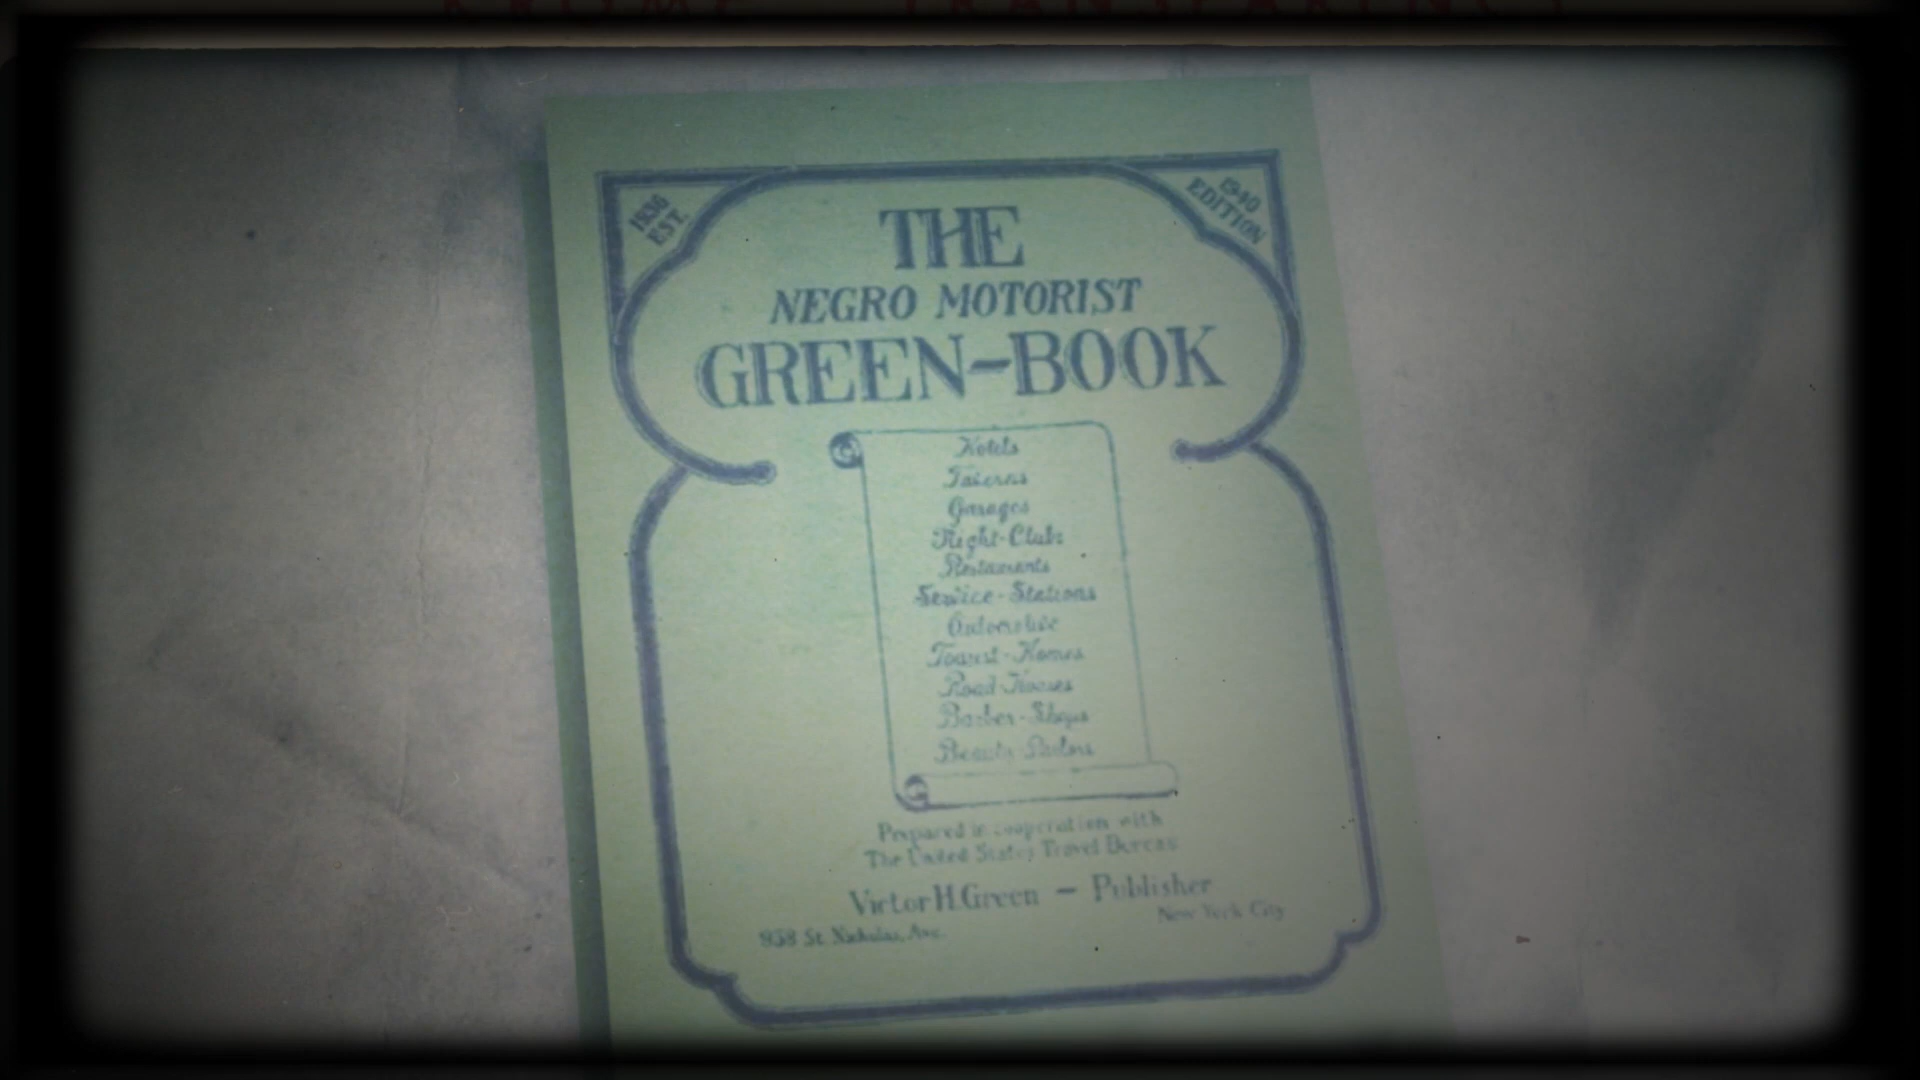 1936
EST.
1940
EDITION
THE
NEGRO MOTORIST
GREEN-BOOK
Hotels
Taverns
Garages
Night-Clubs
Restaurants
Service-Stations
Automotive
Tourist-Homes
Road-Houses
Barber-Shops
Beauty-Parlors
Prepared in cooperation with
The United States Travel Bureau
Victor H. Green — Publisher
938 St. Nicholas, Ave.
New York City